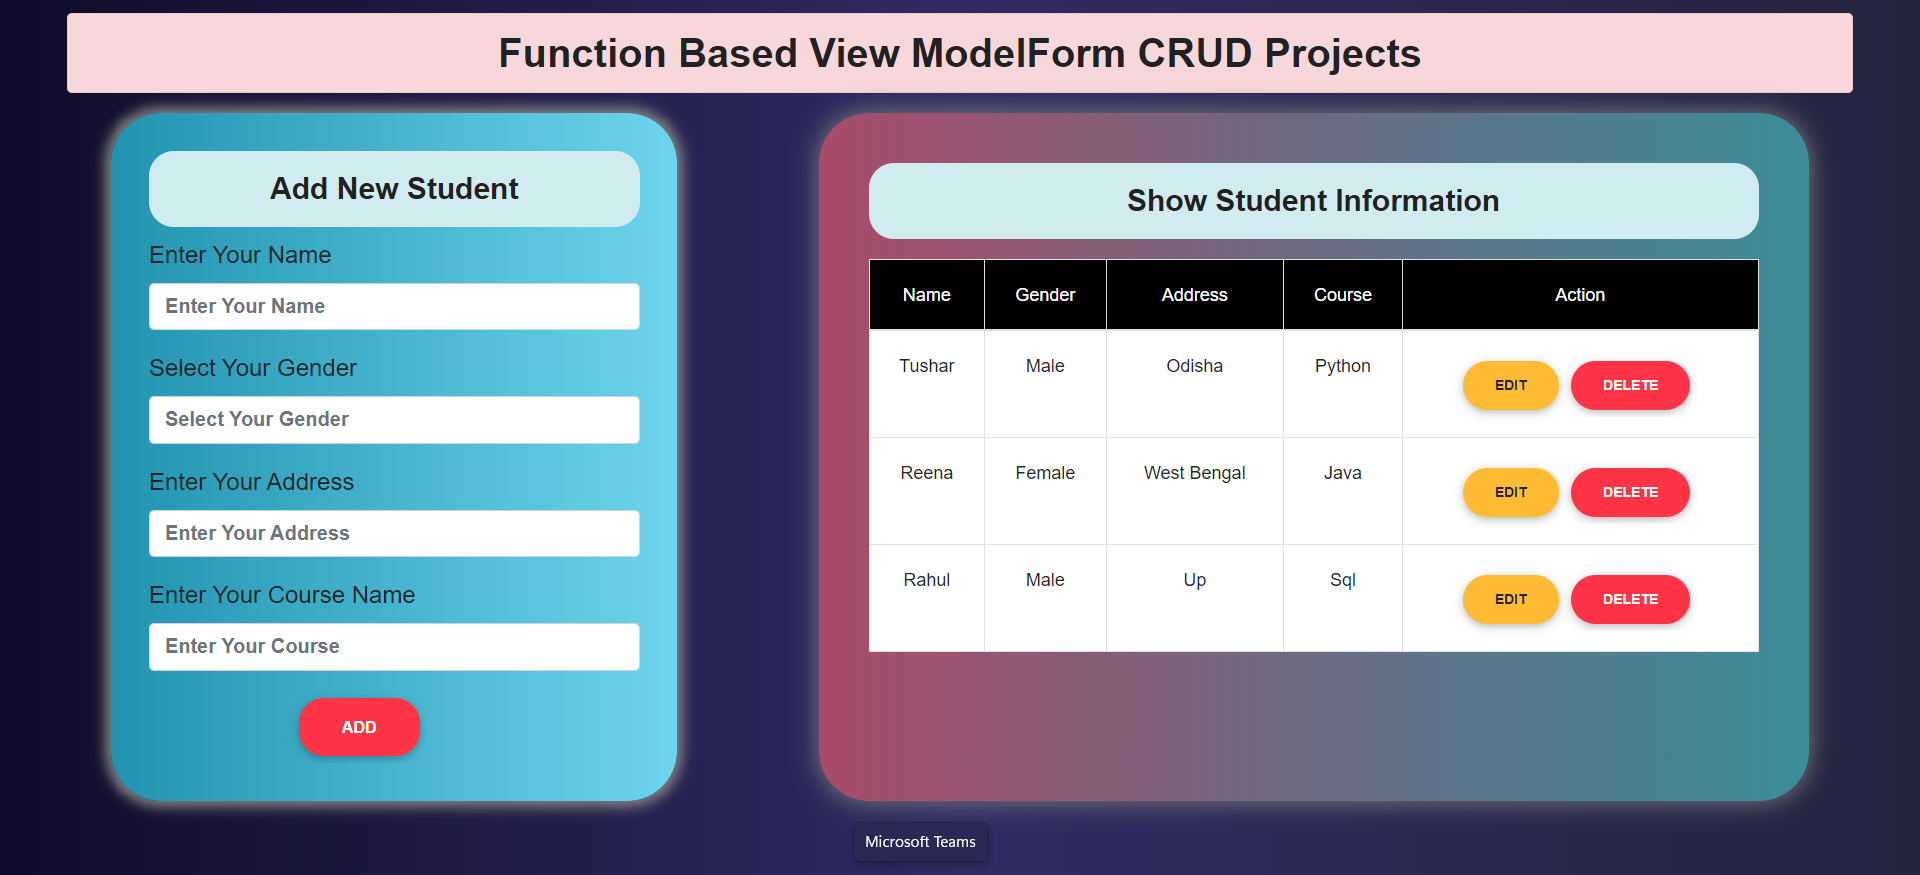 Function Based View ModelForm CRUD Projects
Add New Student
Enter Your Name
Enter Your Name
Select Your Gender
Select Your Gender
Enter Your Address
Enter Your Address
Enter Your Course Name
Enter Your Course
ADD
Show Student Information
Name Gender Address Course Action
Tushar Male Odisha Python EDIT DELETE
Reena Female West Bengal Java EDIT DELETE
Rahul Male Up Sql EDIT DELETE
Microsoft Teams